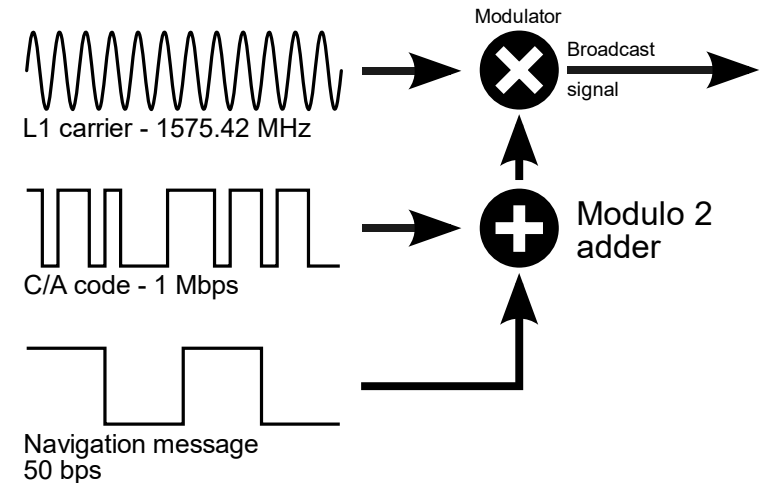 Modulator
Broadcast
signal
L1 carrier - 1575.42 MHz
Modulo 2
adder
C/A code - 1 Mbps
Navigation message
50 bps